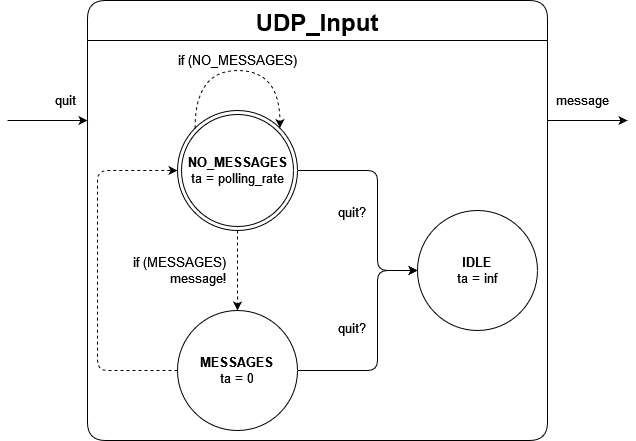 UDP_Input
if (NO_MESSAGES)
quit
message
NO_MESSAGES
ta = polling_rate
quit?
if (MESSAGES)
message!
IDLE
ta = inf
quit?
MESSAGES
ta = 0